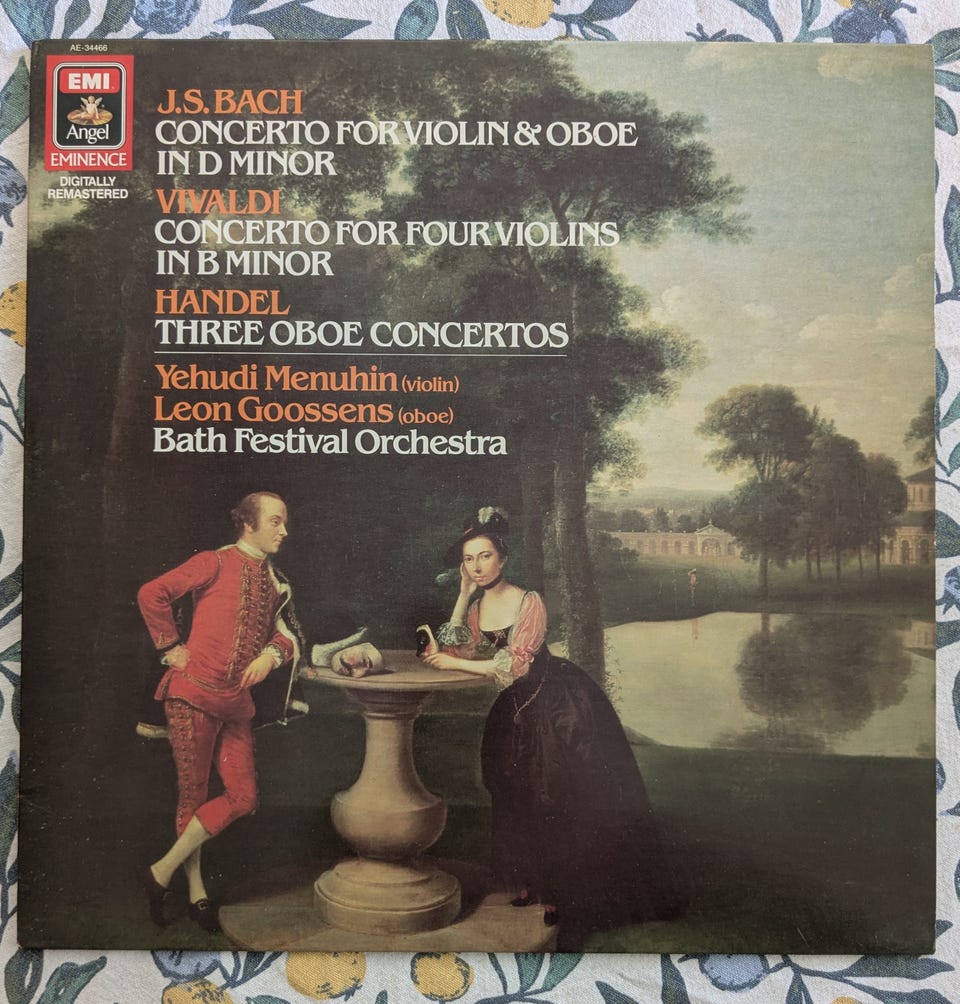 AE-34466
EMI
Angel
EMINENCE
DIGITALLY
REMASTERED
J.S. BACH
CONCERTO FOR VIOLIN & OBOE
IN D MINOR
VIVALDI
CONCERTO FOR FOUR VIOLINS
IN B MINOR
HANDEL
THREE OBOE CONCERTOS
Yehudi Menuhin (violin)
Leon Goossens (oboe)
Bath Festival Orchestra